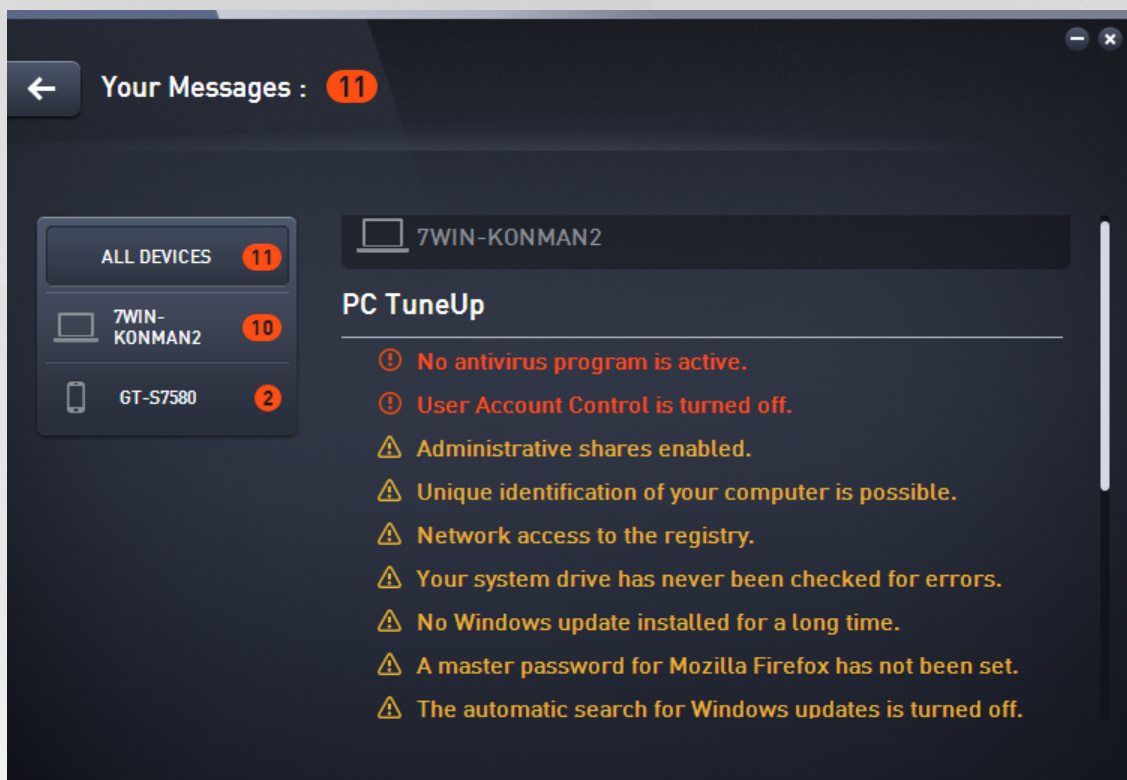 Your Messages : 11
ALL DEVICES 11
7WIN-
KONMAN2 10
GT-S7580 2
7WIN-KONMAN2
PC TuneUp
No antivirus program is active.
User Account Control is turned off.
Administrative shares enabled.
Unique identification of your computer is possible.
Network access to the registry.
Your system drive has never been checked for errors.
No Windows update installed for a long time.
A master password for Mozilla Firefox has not been set.
The automatic search for Windows updates is turned off.